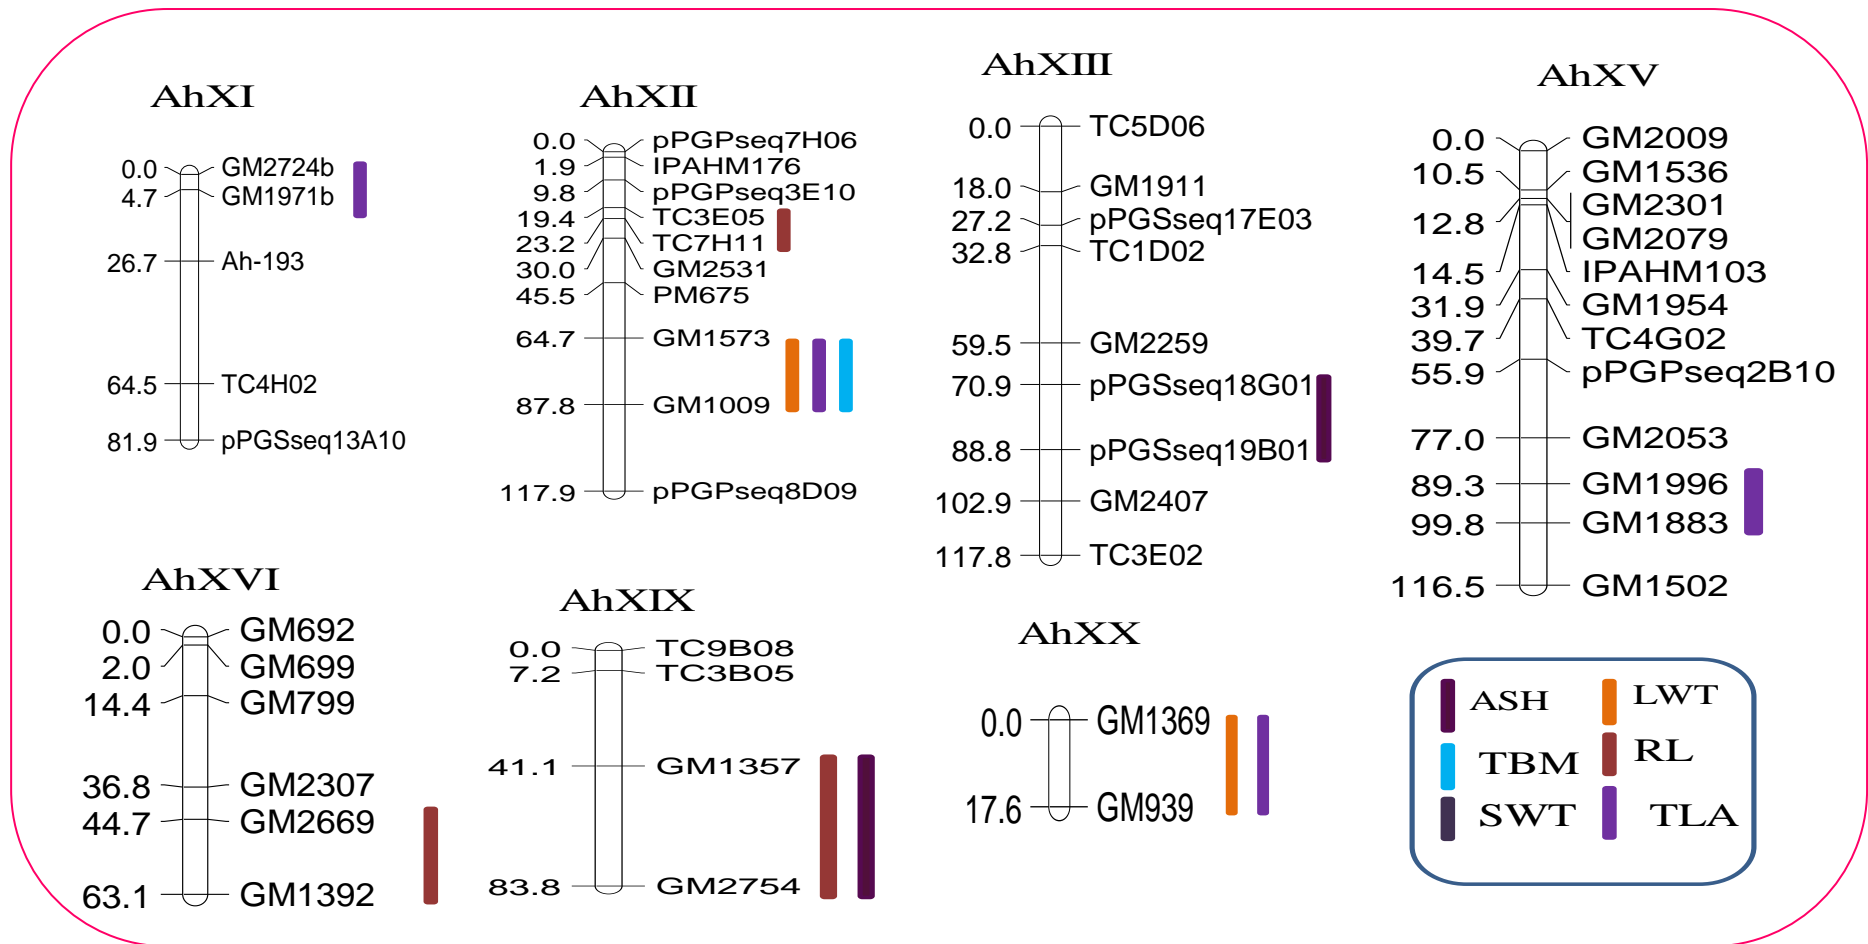 AhXI
0.0 GM2724b
4.7 GM1971b
26.7 Ah-193
64.5 TC4H02
81.9 pPGSseq13A10
AhXII
0.0 pPGPseq7H06
1.9 IPAHM176
9.8 pPGPseq3E10
19.4 TC3E05
23.2 TC7H11
30.0 GM2531
45.5 PM675
64.7 GM1573
87.8 GM1009
117.9 pPGPseq8D09
AhXIII
0.0 TC5D06
18.0 GM1911
27.2 pPGSseq17E03
32.8 TC1D02
59.5 GM2259
70.9 pPGSseq18G01
88.8 pPGSseq19B01
102.9 GM2407
117.8 TC3E02
AhXV
0.0 GM2009
10.5 GM1536
GM2301
12.8
GM2079
14.5 IPAHM103
31.9 GM1954
39.7 TC4G02
55.9 pPGPseq2B10
77.0 GM2053
89.3 GM1996
99.8 GM1883
116.5 GM1502
AhXVI
0.0 GM692
2.0 GM699
14.4 GM799
36.8 GM2307
44.7 GM2669
63.1 GM1392
AhXIX
0.0 TC9B08
7.2 TC3B05
41.1 GM1357
83.8 GM2754
AhXX
0.0 GM1369
17.6 GM939
ASH LWT
TBM RL
SWT TLA